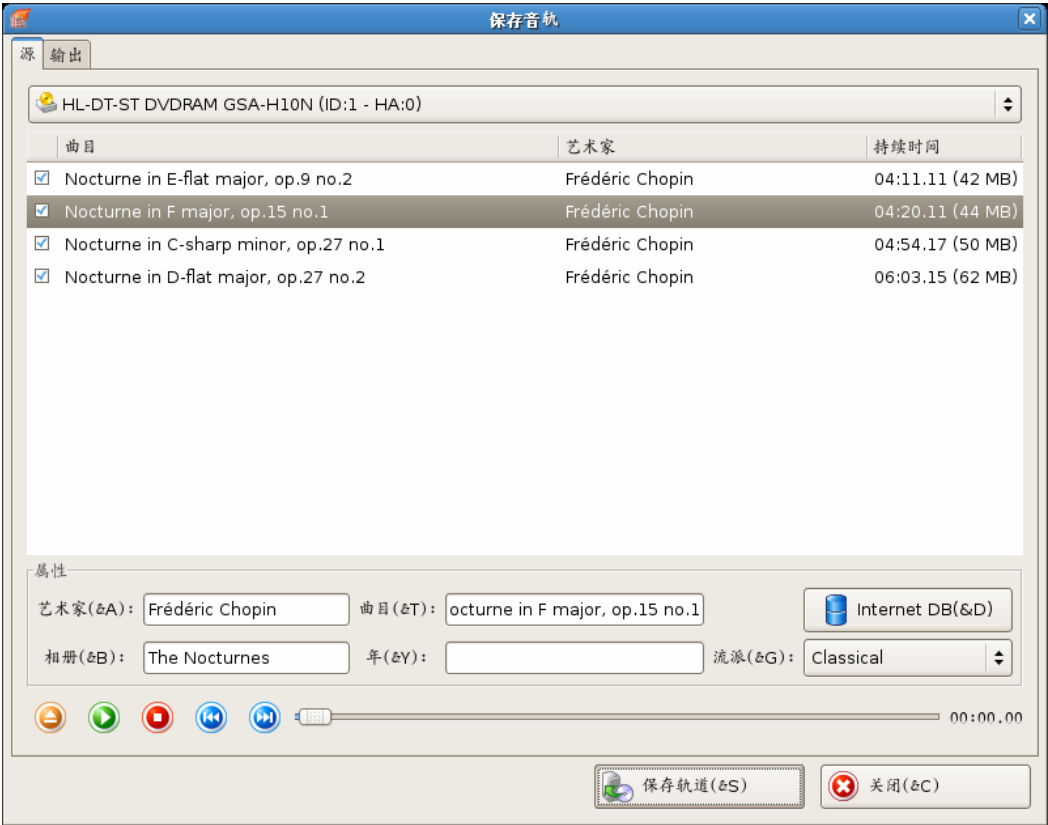 保存音轨
源 输出
HL-DT-ST DVDRAM GSA-H10N (ID:1 - HA:0)
曲目 艺术家 持续时间
Nocturne in E-flat major, op.9 no.2 Frédéric Chopin 04:11.11 (42 MB)
Nocturne in F major, op.15 no.1 Frédéric Chopin 04:20.11 (44 MB)
Nocturne in C-sharp minor, op.27 no.1 Frédéric Chopin 04:54.17 (50 MB)
Nocturne in D-flat major, op.27 no.2 Frédéric Chopin 06:03.15 (62 MB)
属性
艺术家(&A): Frédéric Chopin 曲目(&T): octurne in F major, op.15 no.1 Internet DB(&D)
相册(&B): The Nocturnes 年(&Y): 流派(&G): Classical
00:00.00
保存轨道(&S) 关闭(&C)